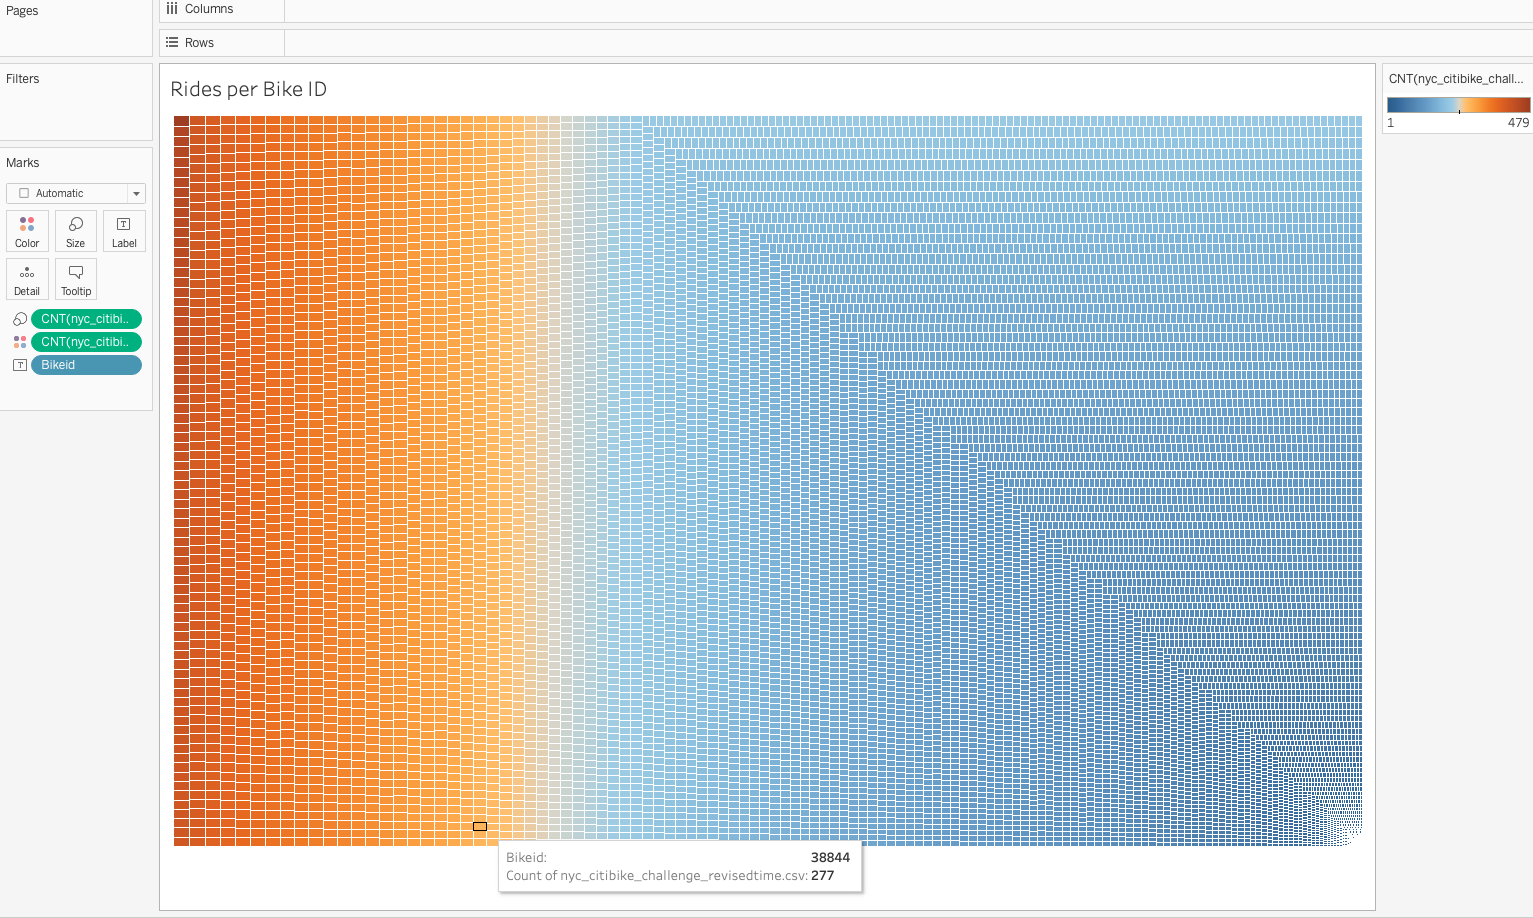 Pages
Columns
Rows
Filters
Rides per Bike ID
CNT(nyc_citibike_chall...
1 479
Marks
Automatic
Color Size Label
Detail Tooltip
CNT(nyc_citibi..
CNT(nyc_citibi..
Bikeid
Bikeid: 38844
Count of nyc_citibike_challenge_revisedtime.csv: 277